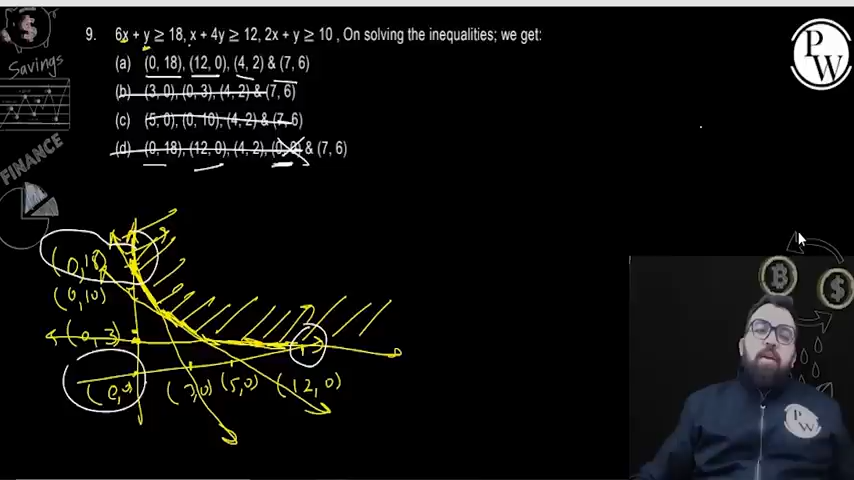 9. 6x + y ≥ 18, x + 4y ≥ 12, 2x + y ≥ 10 , On solving the inequalities; we get:
(a) (0, 18), (12, 0), (4, 2) & (7, 6)
(b) (3, 0), (0, 3), (4, 2) & (7, 6)
(c) (5, 0), (0, 10), (4, 2) & (7, 6)
(d) (0, 18), (12, 0), (4, 2), (0, 0) & (7, 6)
Savings
FINANCE
P
W
(0, 18)
(0, 10)
(0, 3)
(0, 0)
(3, 0)
(5, 0)
(12, 0)
B
$
PW